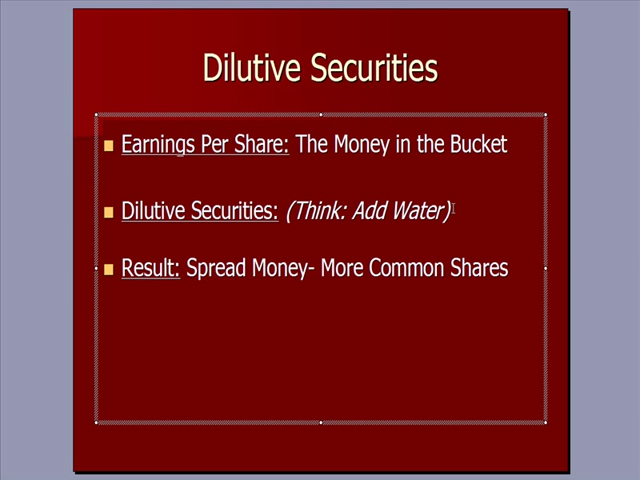 Dilutive Securities
Earnings Per Share: The Money in the Bucket
Dilutive Securities: (Think: Add Water)
Result: Spread Money- More Common Shares